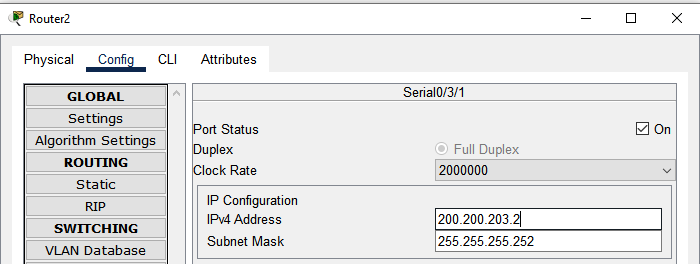 Router2
Physical Config CLI Attributes
GLOBAL
Settings
Algorithm Settings
ROUTING
Static
RIP
SWITCHING
VLAN Database
Serial0/3/1
Port Status On
Duplex Full Duplex
Clock Rate 2000000
IP Configuration
IPv4 Address 200.200.203.2
Subnet Mask 255.255.255.252